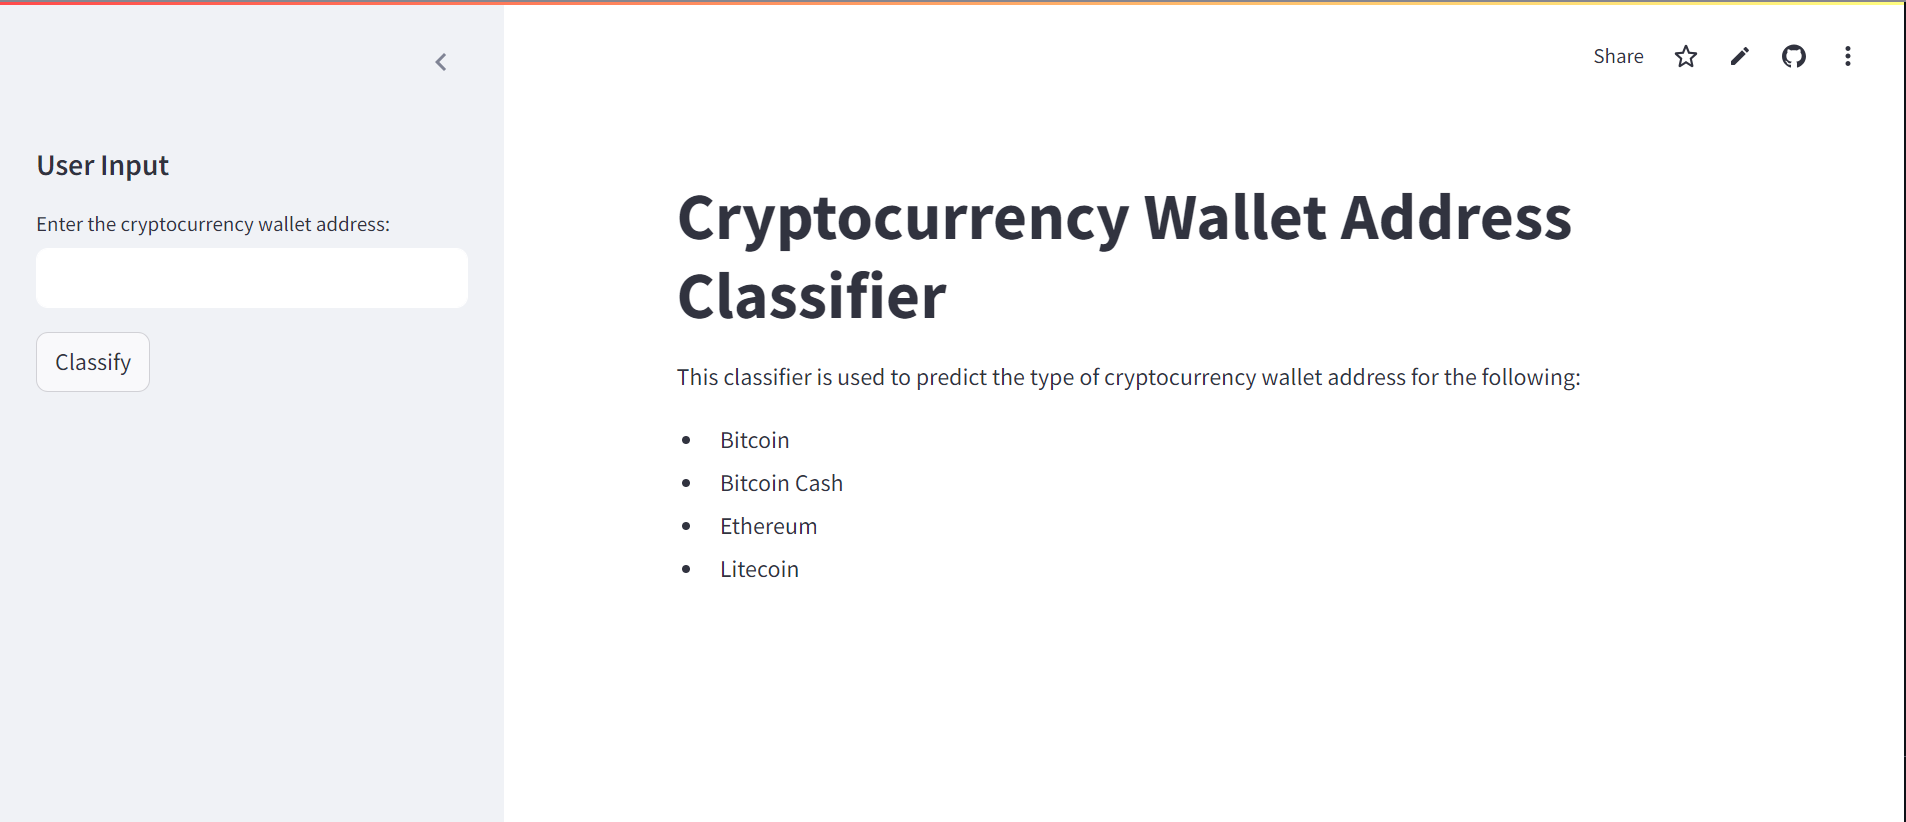 Share
User Input
Enter the cryptocurrency wallet address:
Classify
Cryptocurrency Wallet Address
Classifier
This classifier is used to predict the type of cryptocurrency wallet address for the following:
Bitcoin
Bitcoin Cash
Ethereum
Litecoin